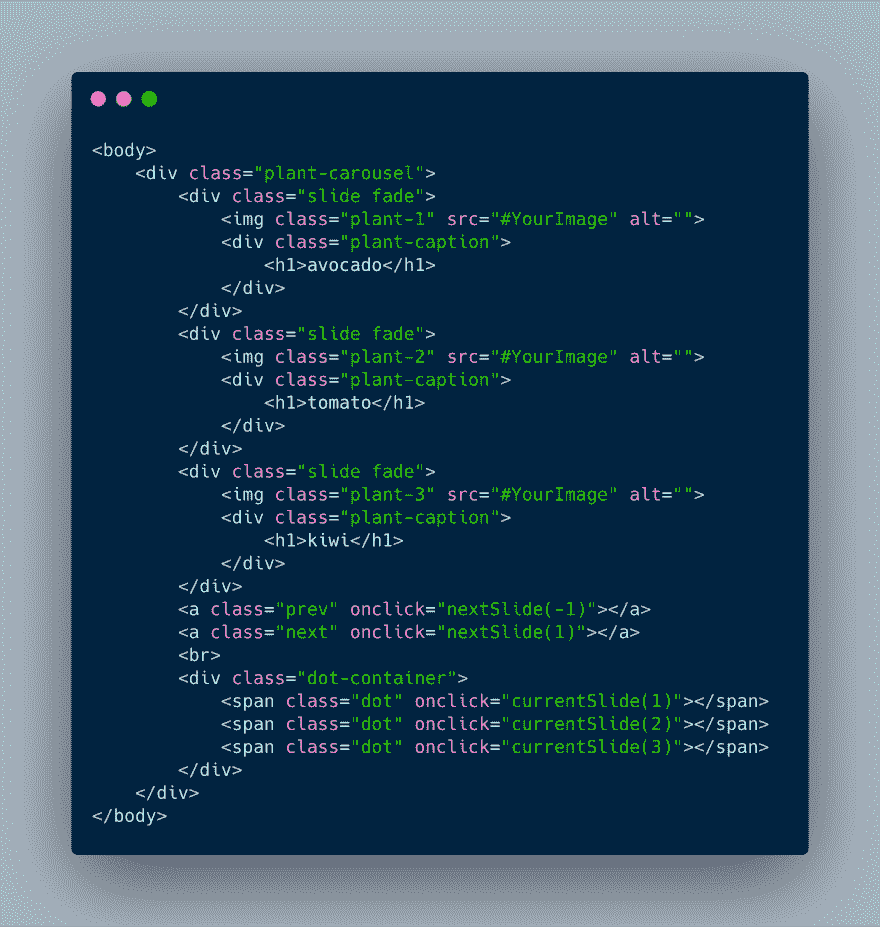 <body>
    <div class="plant-carousel">
        <div class="slide fade">
            <img class="plant-1" src="#YourImage" alt="">
            <div class="plant-caption">
                <h1>avocado</h1>
            </div>
        </div>
        <div class="slide fade">
            <img class="plant-2" src="#YourImage" alt="">
            <div class="plant-caption">
                <h1>tomato</h1>
            </div>
        </div>
        <div class="slide fade">
            <img class="plant-3" src="#YourImage" alt="">
            <div class="plant-caption">
                <h1>kiwi</h1>
            </div>
        </div>
        <a class="prev" onclick="nextSlide(-1)"></a>
        <a class="next" onclick="nextSlide(1)"></a>
        <br>
        <div class="dot-container">
            <span class="dot" onclick="currentSlide(1)"></span>
            <span class="dot" onclick="currentSlide(2)"></span>
            <span class="dot" onclick="currentSlide(3)"></span>
        </div>
    </div>
</body>